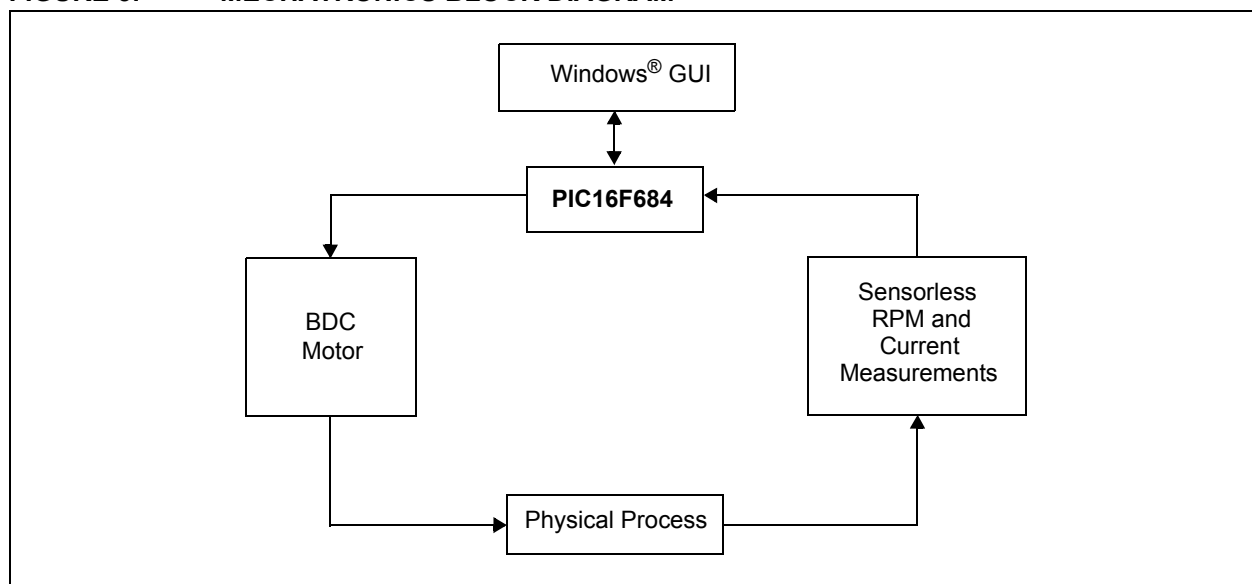 Windows® GUI
PIC16F684
BDC
Motor
Sensorless
RPM and
Current
Measurements
Physical Process